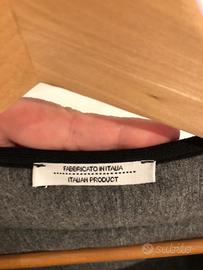 FABBRICATO IN ITALIA
ITALIAN PRODUCT
subito